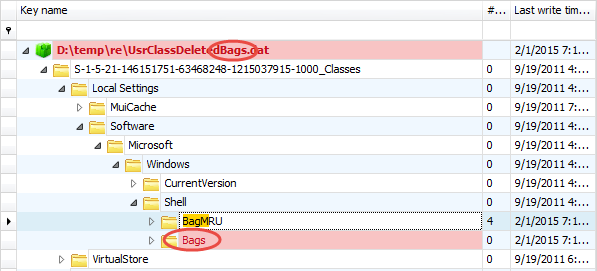 Key name #... Last write tim...
D:\temp\re\UsrClassDeletedBags.dat 2/1/2015 7:1...
S-1-5-21-146151751-63468248-1215037915-1000_Classes 0 9/19/2011 4:...
Local Settings 0 9/19/2011 4:...
MuiCache 0 9/19/2011 7:...
Software 0 9/19/2011 4:...
Microsoft 0 9/19/2011 4:...
Windows 0 9/19/2011 4:...
CurrentVersion 0 9/19/2011 4:...
Shell 0 9/19/2011 4:...
BagMRU 4 2/1/2015 7:1...
Bags 0 2/1/2015 7:1...
VirtualStore 0 9/19/2011 6:...